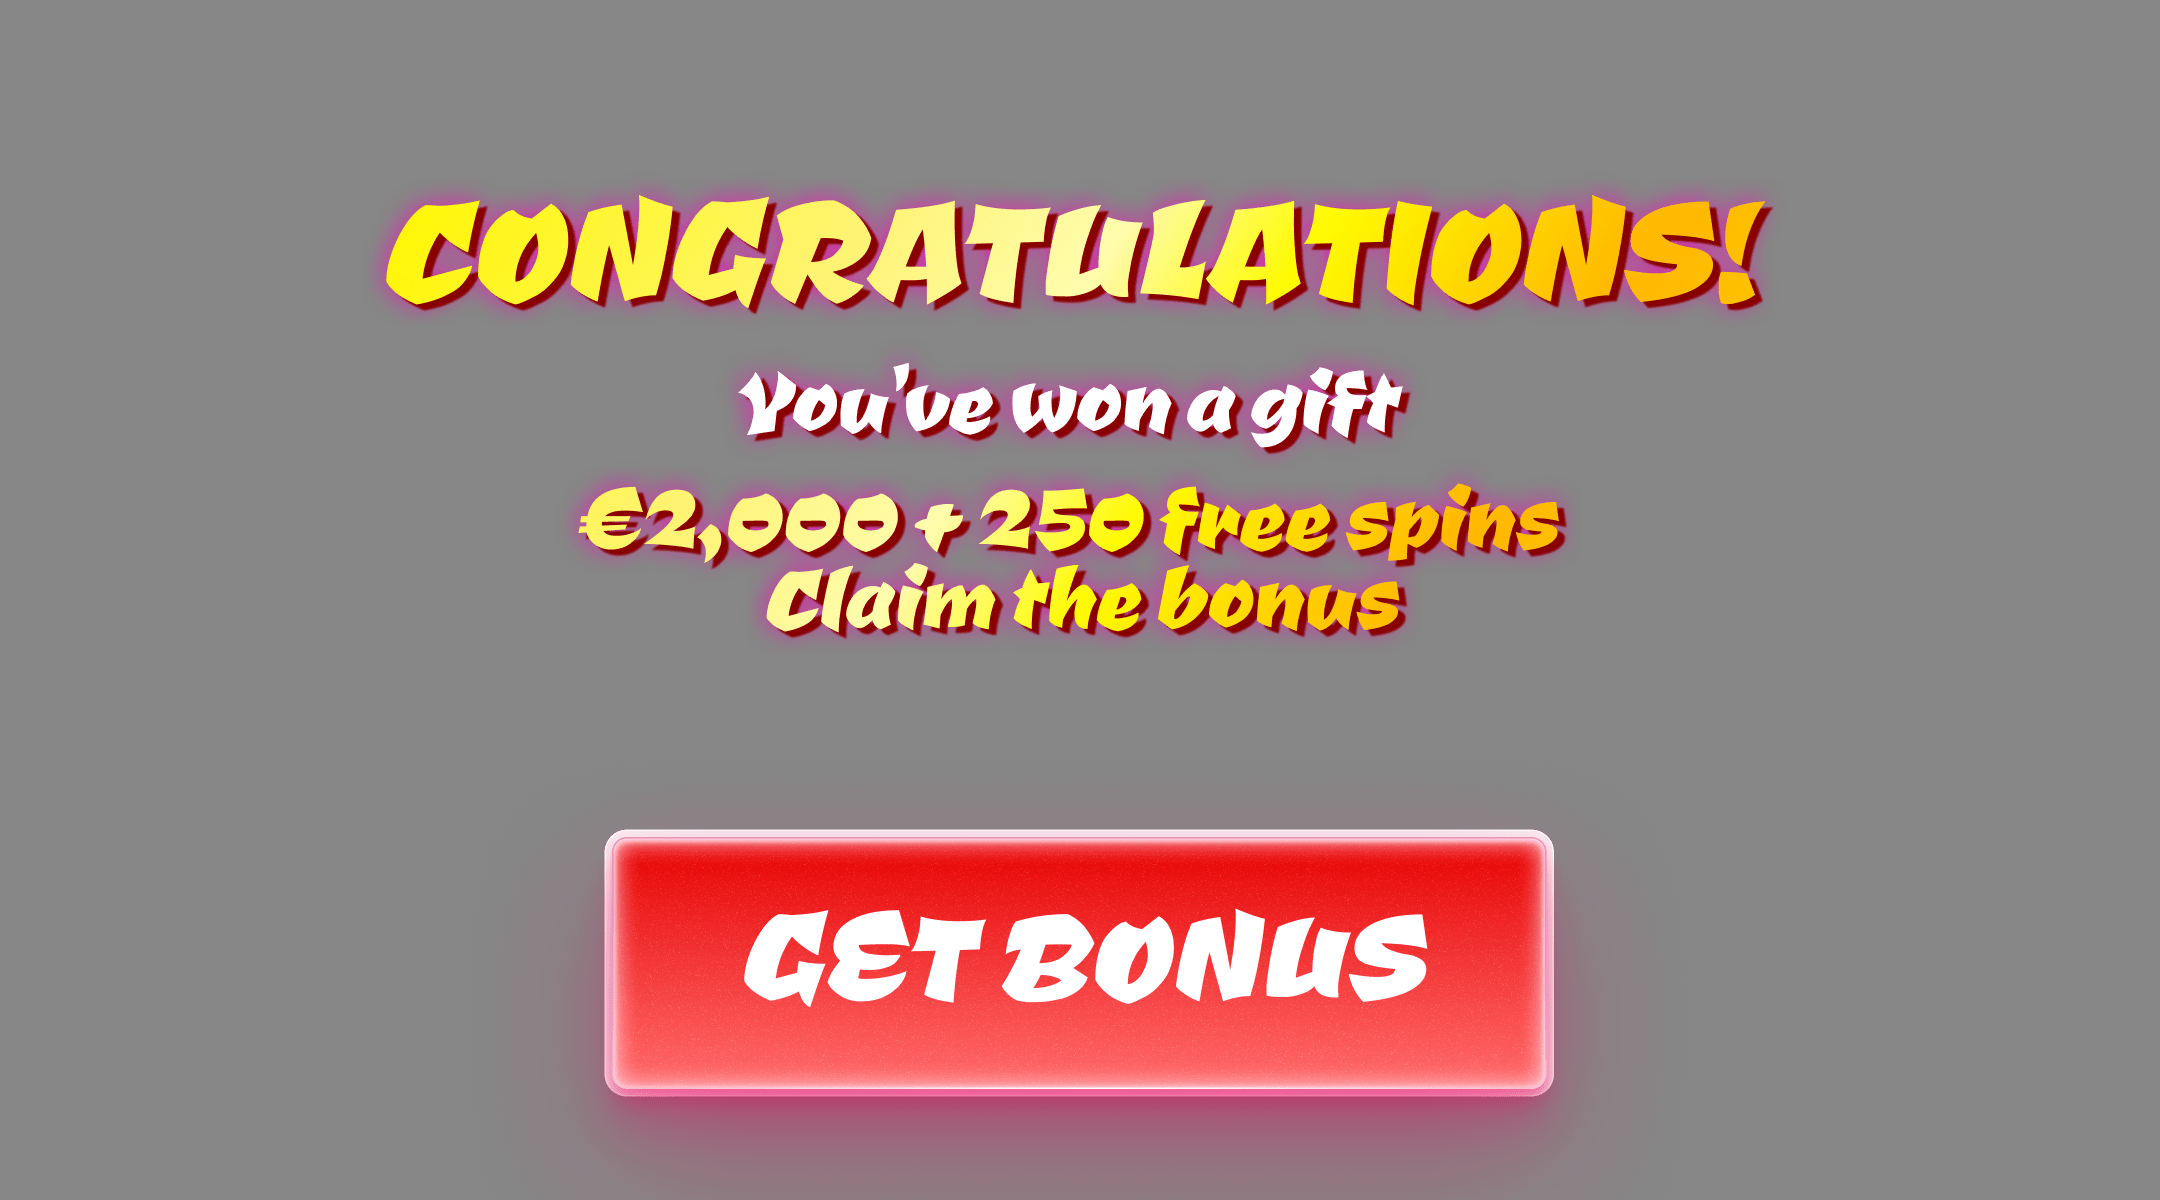 CONGRATULATIONS!
You've won a gift
€2,000 + 250 free spins
Claim the bonus
GET BONUS